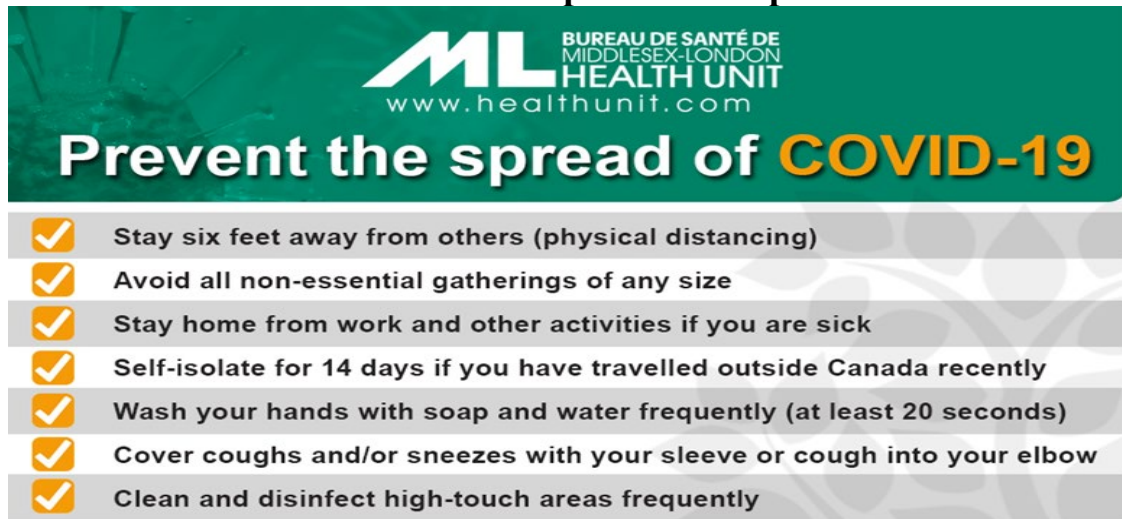 BUREAU DE SANTÉ DE
MIDDLESEX-LONDON
HEALTH UNIT
ML
www.healthunit.com
Prevent the spread of COVID-19
Stay six feet away from others (physical distancing)
Avoid all non-essential gatherings of any size
Stay home from work and other activities if you are sick
Self-isolate for 14 days if you have travelled outside Canada recently
Wash your hands with soap and water frequently (at least 20 seconds)
Cover coughs and/or sneezes with your sleeve or cough into your elbow
Clean and disinfect high-touch areas frequently